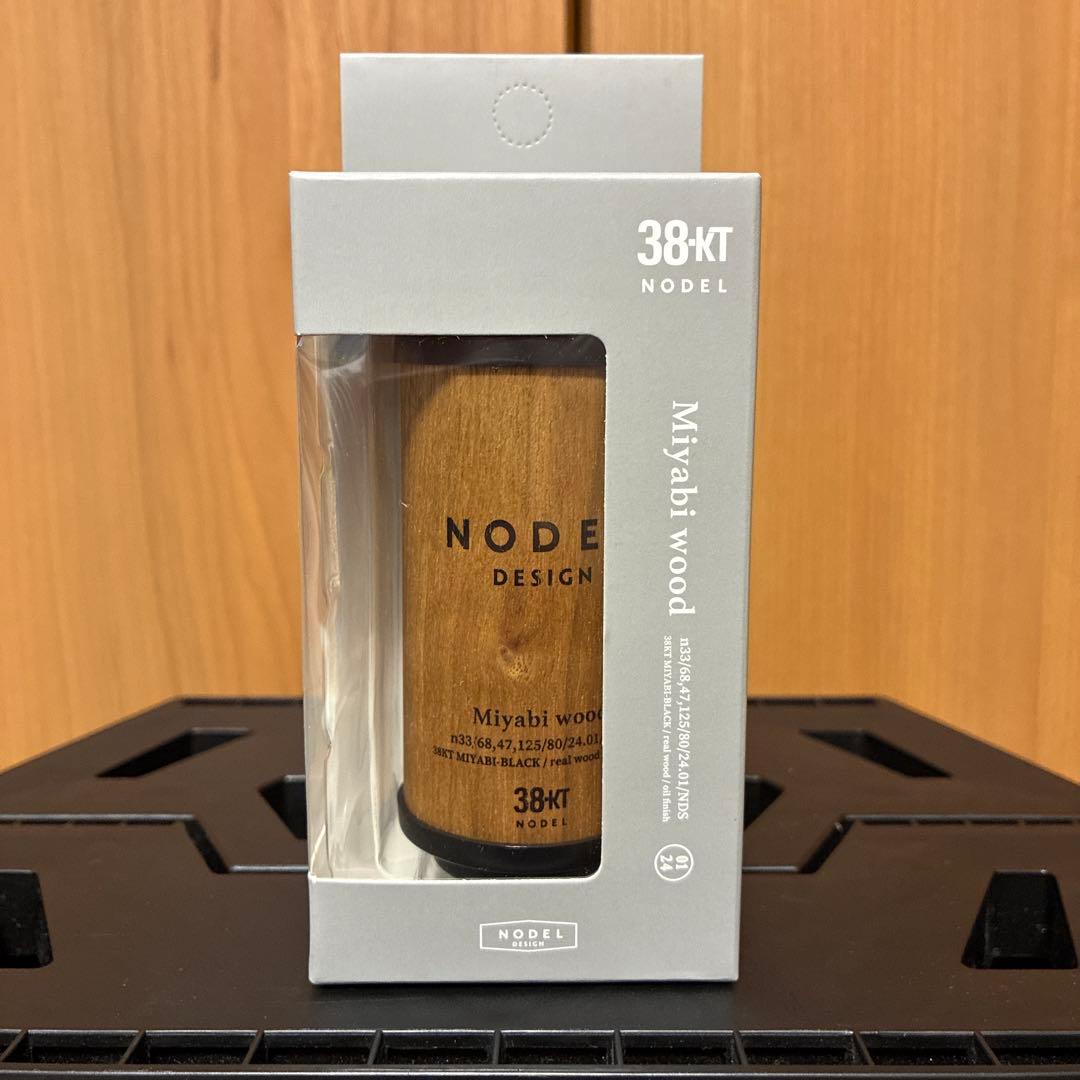 38-KT
NODEL
Miyabi wood
n33/68,47,125/80/24.01/NDS
38KT MIYABI-BLACK / real wood / oil finish
01
24
NODE
DESIGN
Miyabi wood
n33/68,47,125/80/24.01/
38KT MIYABI-BLACK / real wood
38-KT
NODEL
NODEL
DESIGN